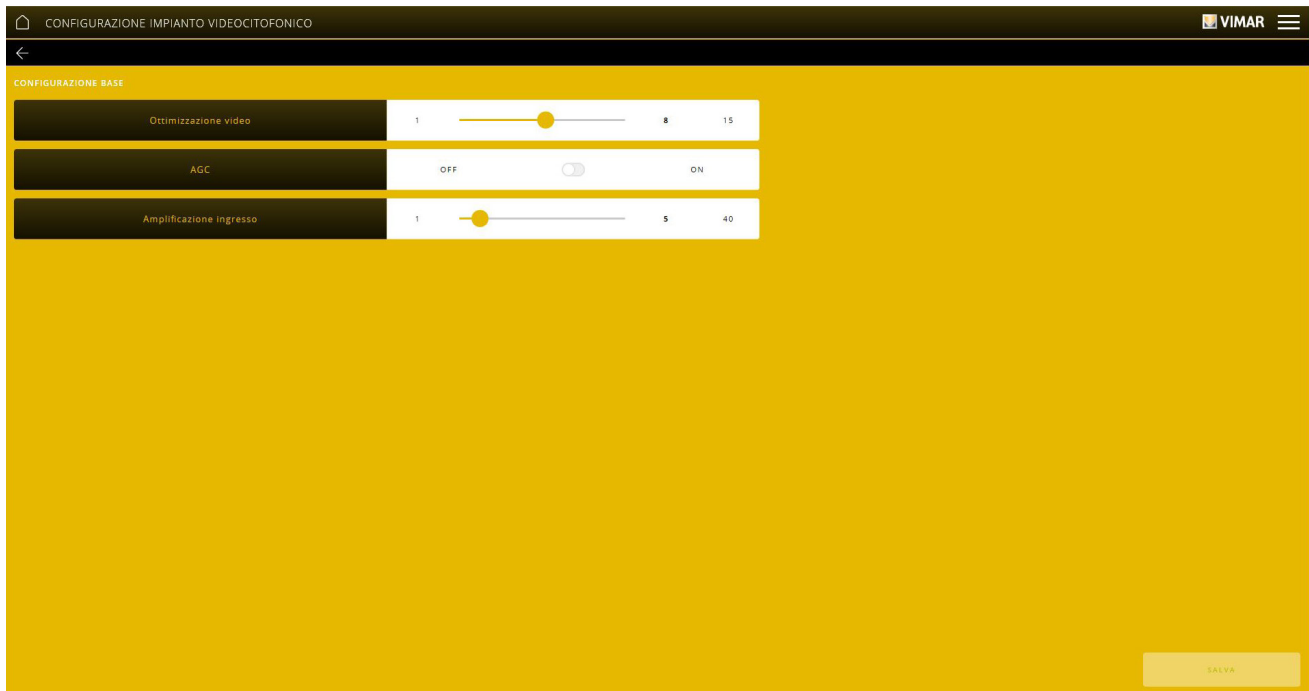 CONFIGURAZIONE IMPIANTO VIDEOCITOFONICO
VIMAR
CONFIGURAZIONE BASE
Ottimizzazione video 1 8 15
AGC OFF ON
Amplificazione ingresso 1 5 40
SALVA